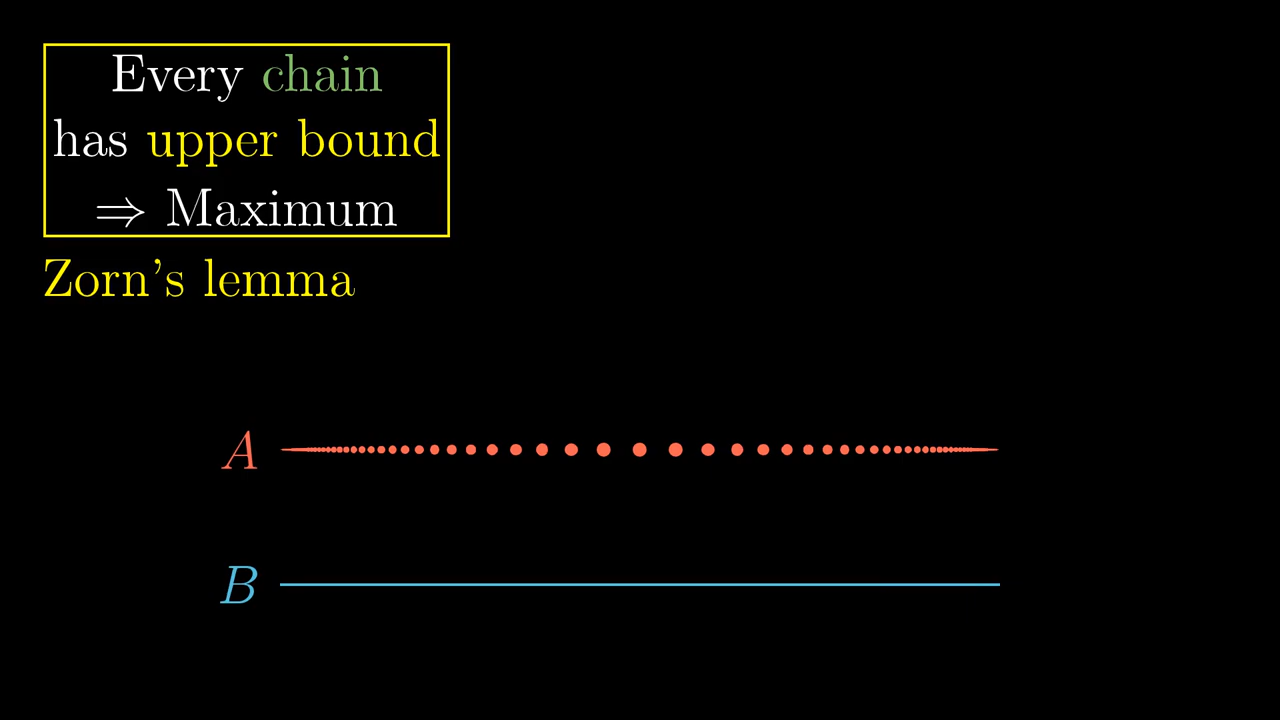 Every chain
has upper bound
⇒ Maximum
Zorn's lemma
A
B